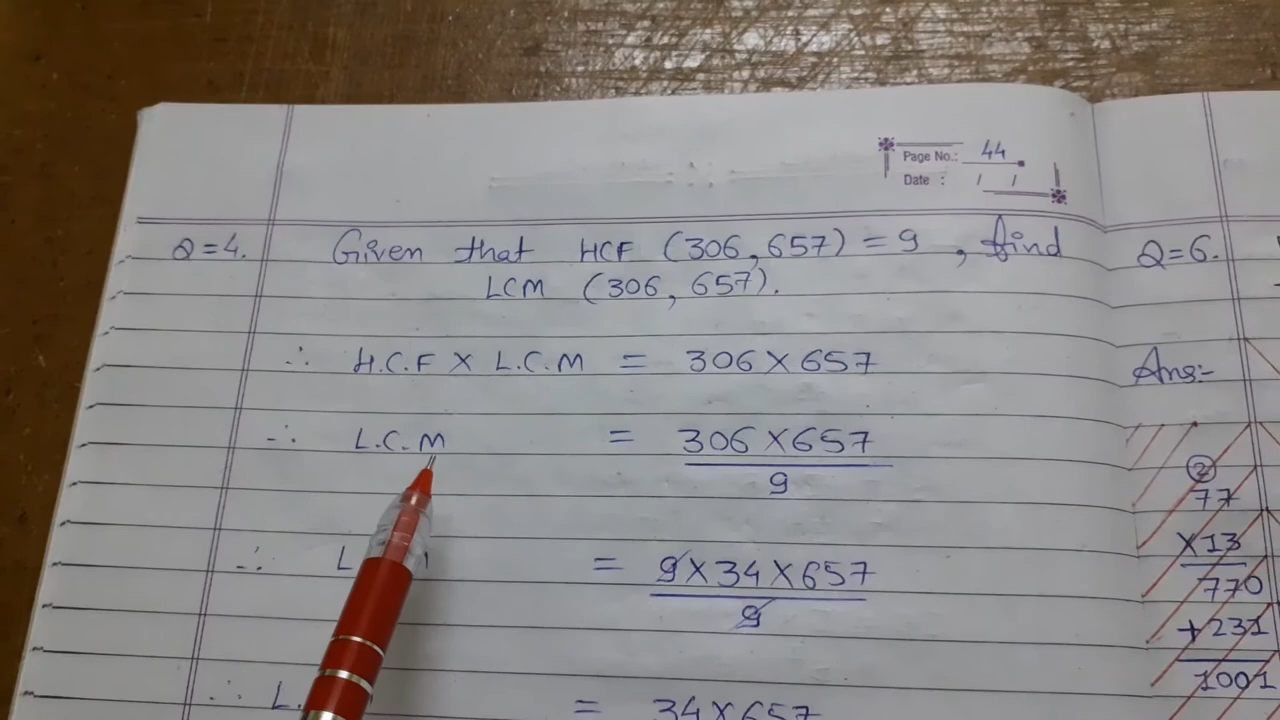 Page No.: 44
Date : / /
Q=4. Given that HCF (306, 657) = 9 , find
LCM (306, 657).
∴ H.C.F X L.C.M = 306 X 657
∴ L.C.M = 306 X 657
9
∴ L = 9 X 34 X 657
9
∴ L. = 34 X 657
Q=6.
Ans:-
2
77
X 13
770
+ 231
1001